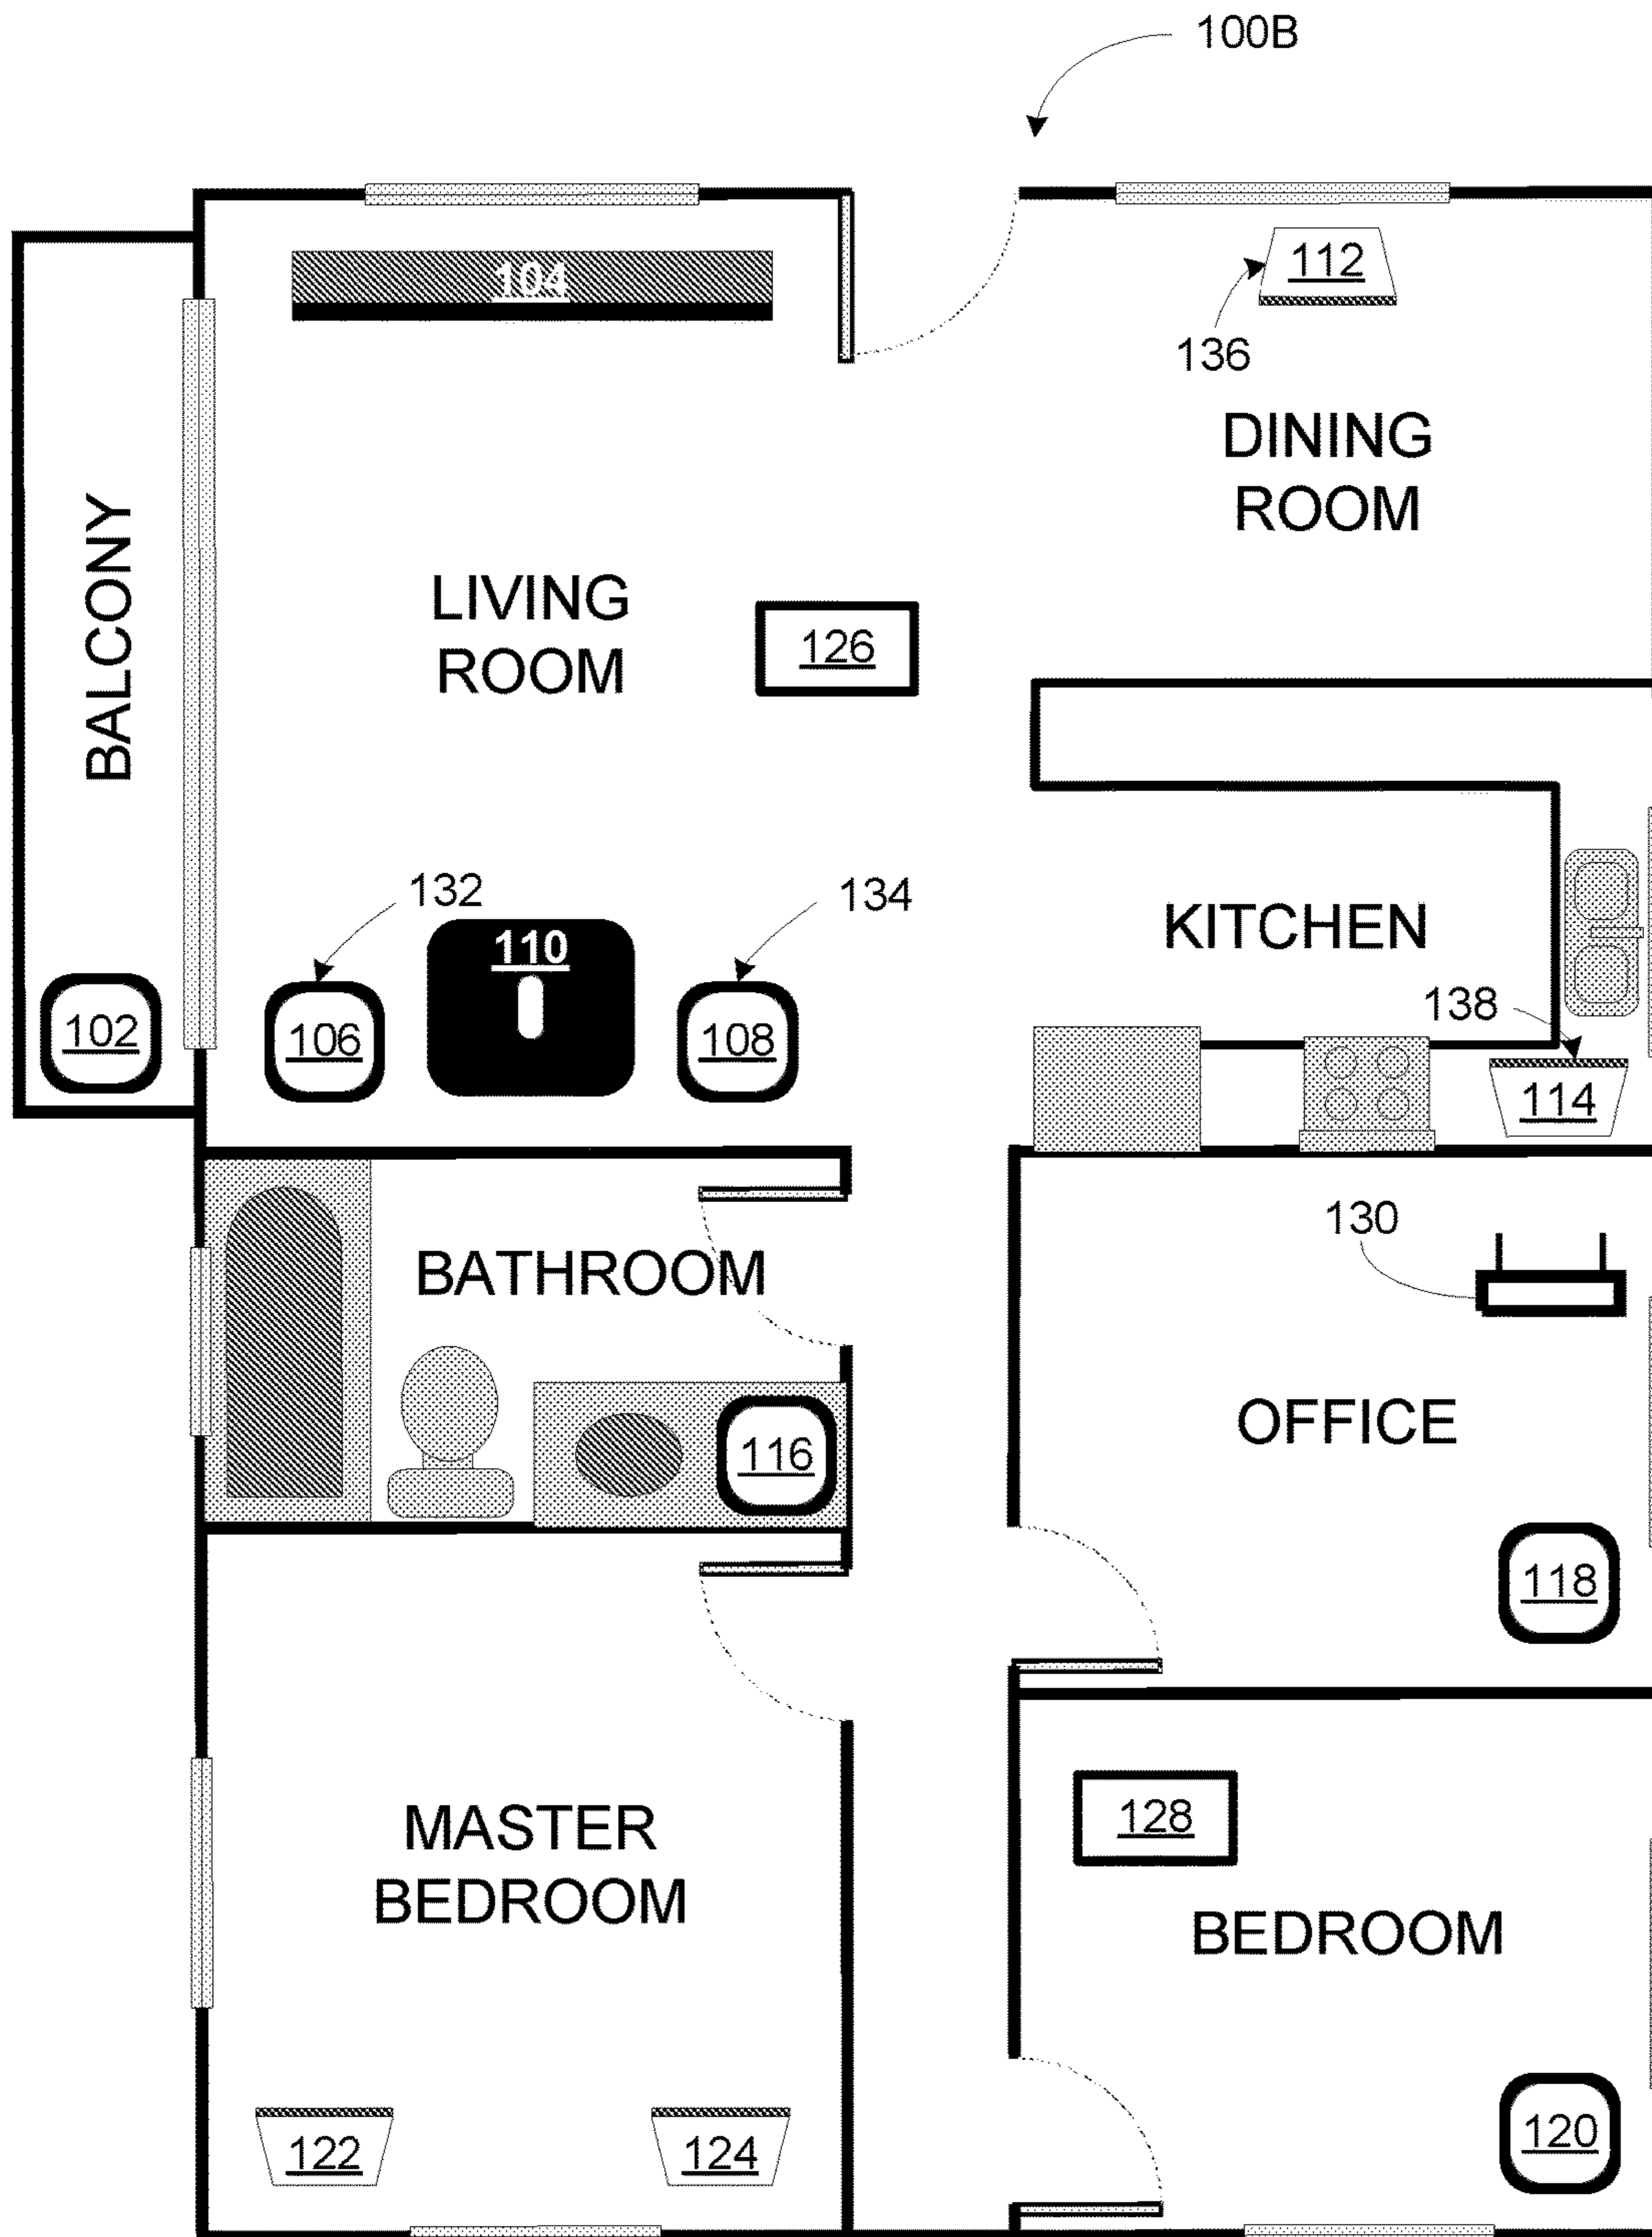 100B
104
112
136
DINING
ROOM
BALCONY
LIVING
ROOM
126
132
134
110
KITCHEN
102
106
108
138
114
130
BATHROOM
OFFICE
116
118
128
MASTER
BEDROOM
BEDROOM
122
124
120